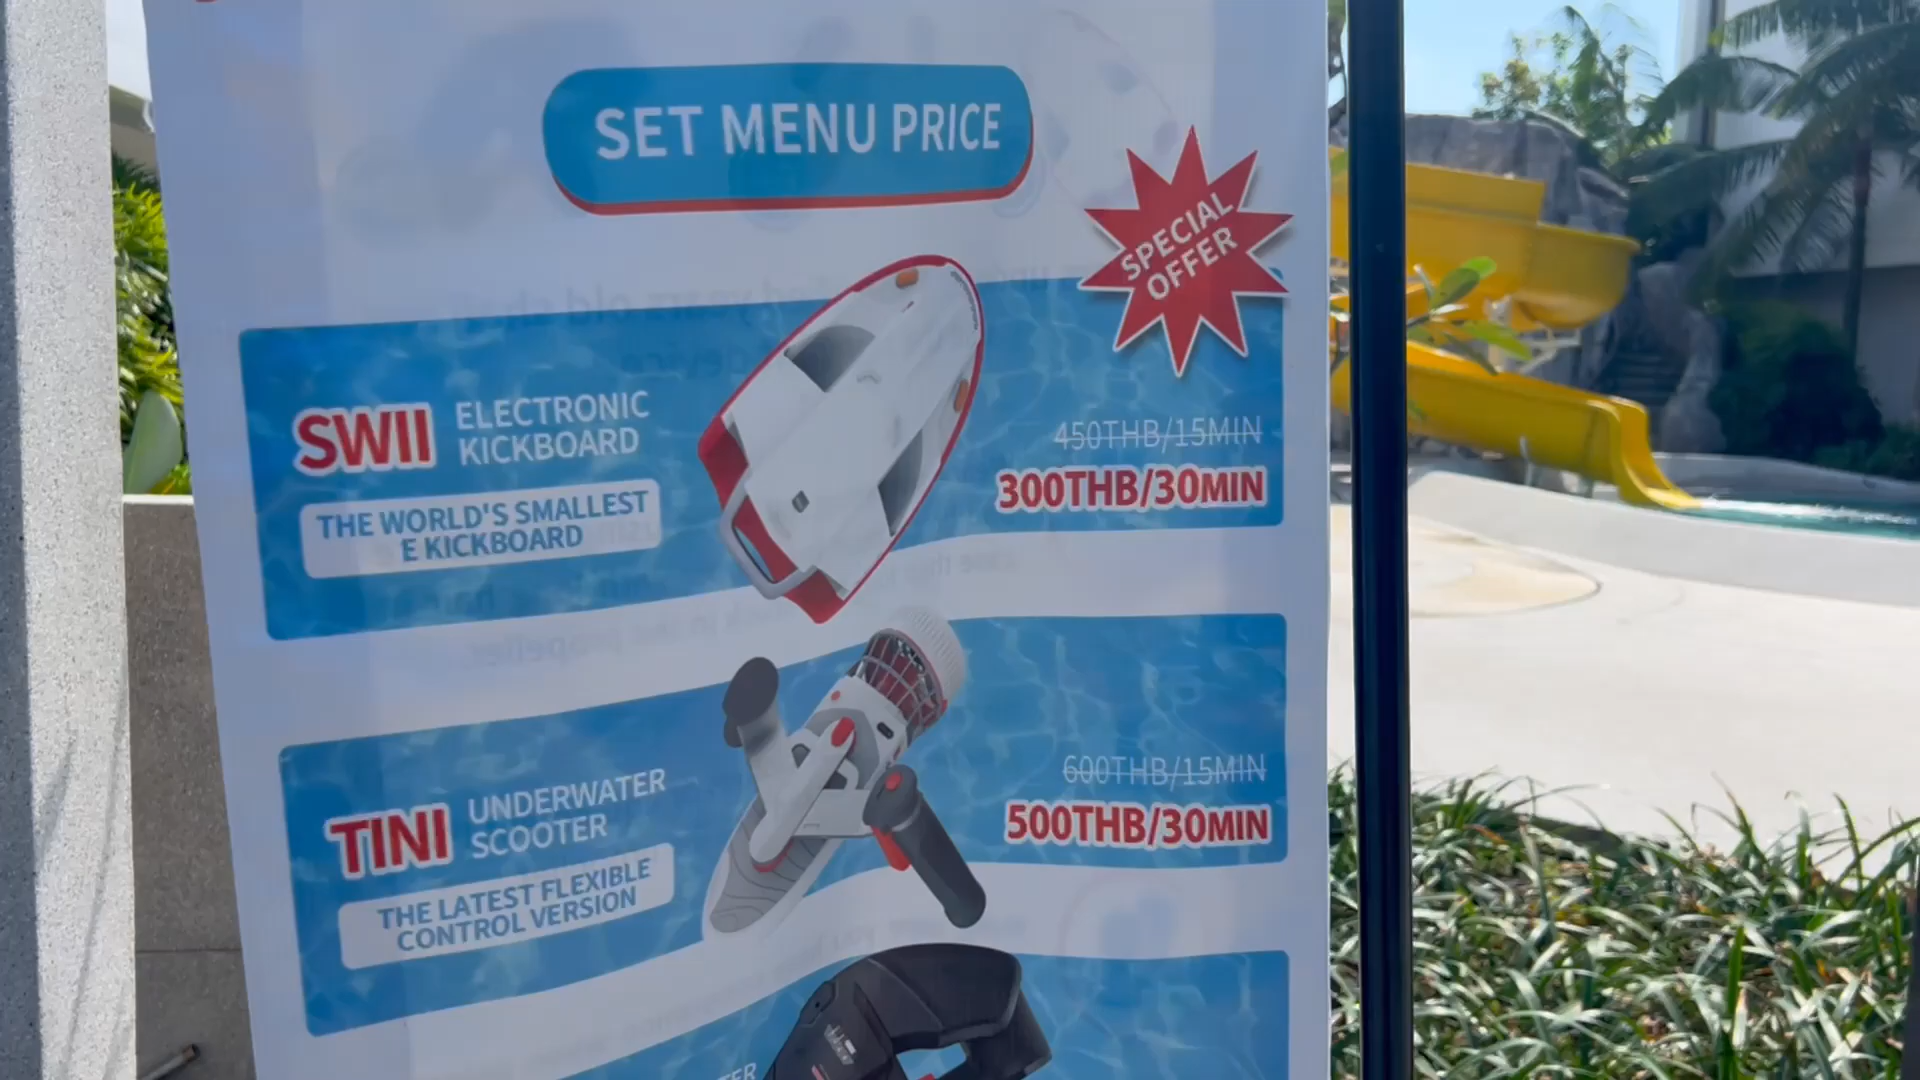 SET MENU PRICE
SPECIAL
OFFER
SWII
ELECTRONIC
KICKBOARD
THE WORLD'S SMALLEST
E KICKBOARD
450THB/15MIN
300THB/30MIN
TINI
UNDERWATER
SCOOTER
THE LATEST FLEXIBLE
CONTROL VERSION
600THB/15MIN
500THB/30MIN